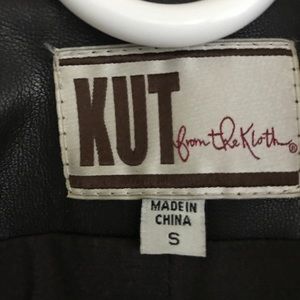 KUT from the Kloth®
MADE IN
CHINA
S